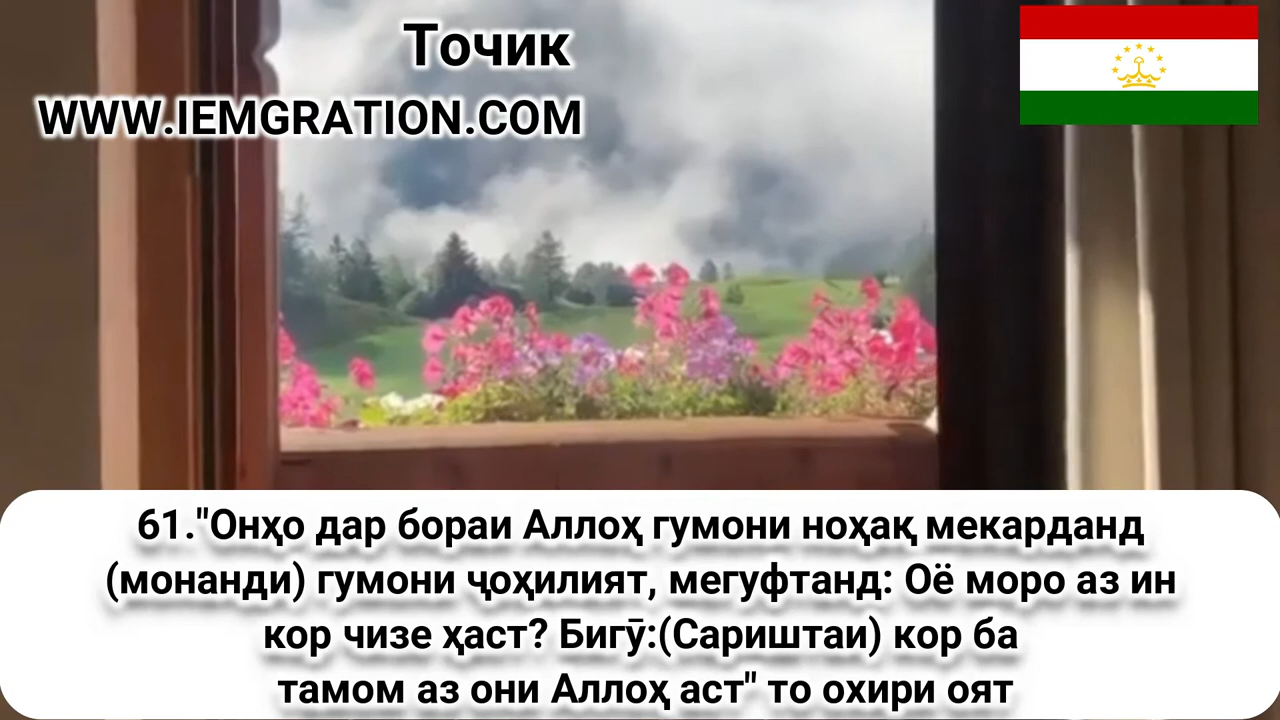 Точик
WWW.IEMGRATION.COM
61."Онҳо дар бораи Аллоҳ гумони ноҳақ мекарданд
(монанди) гумони ҷоҳилият, мегуфтанд: Оё моро аз ин
кор чизе ҳаст? Бигӯ:(Сариштаи) кор ба
тамом аз они Аллоҳ аст" то охири оят